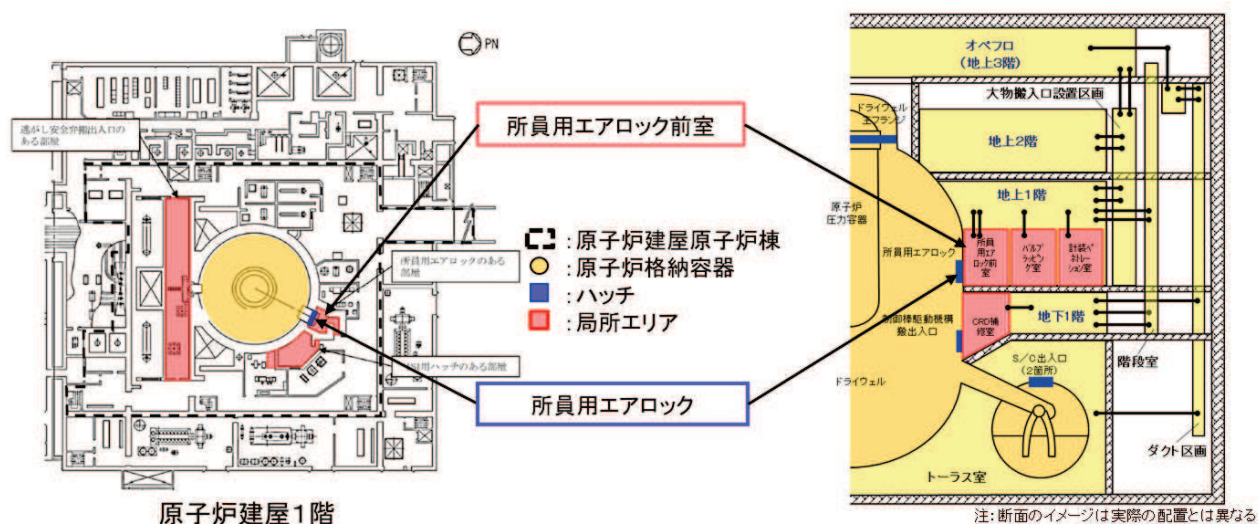 PN
逃がし安全弁搬出入口の
ある部屋
所員用エアロック前室
所員用エアロックのある
部屋
ISI用ハッチのある部屋
:原子炉建屋原子炉棟
:原子炉格納容器
:ハッチ
:局所エリア
所員用エアロック
原子炉建屋1階
オペフロ
(地上3階)
大物搬入口設置区画
ドライウェル
主フランジ
地上2階
地上1階
原子炉
圧力容器
所員用エアロック
所員
用エア
ロック前
室
バルブ
ラッピン
グ室
計装ペ
ネトレー
ション室
制御棒駆動機構
搬出入口
CRD補
修室
地下1階
階段室
S/C出入口
(2箇所)
ドライウェル
ダクト区画
トーラス室
注:断面のイメージは実際の配置とは異なる